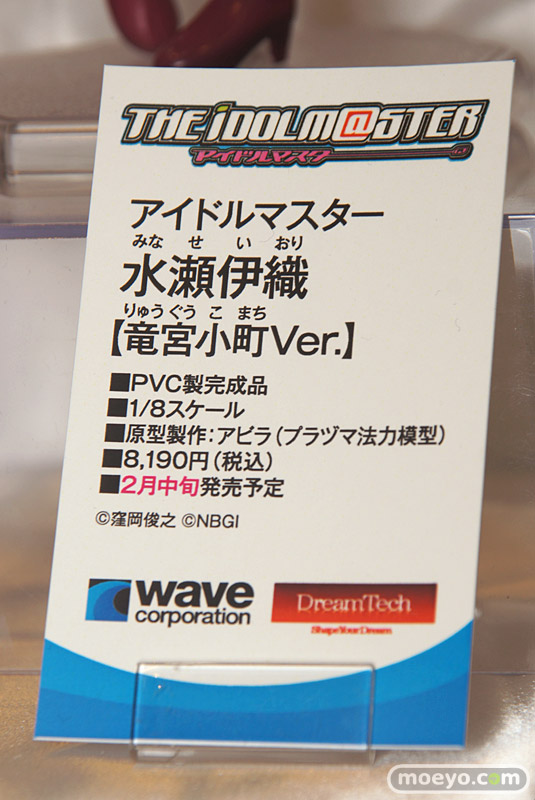 THE iDOLM@STER
アイドルマスター
アイドルマスター
みなせいおり
水瀬伊織
りゅうぐうこまち
【竜宮小町Ver.】
■PVC製完成品
■1/8スケール
■原型製作：アビラ（ブラヅマ法力模型）
■8,190円（税込）
■2月中旬発売予定
©窪岡俊之 ©NBGI
wave
corporation
DreamTech
Shape Your Dream
moeyo.com